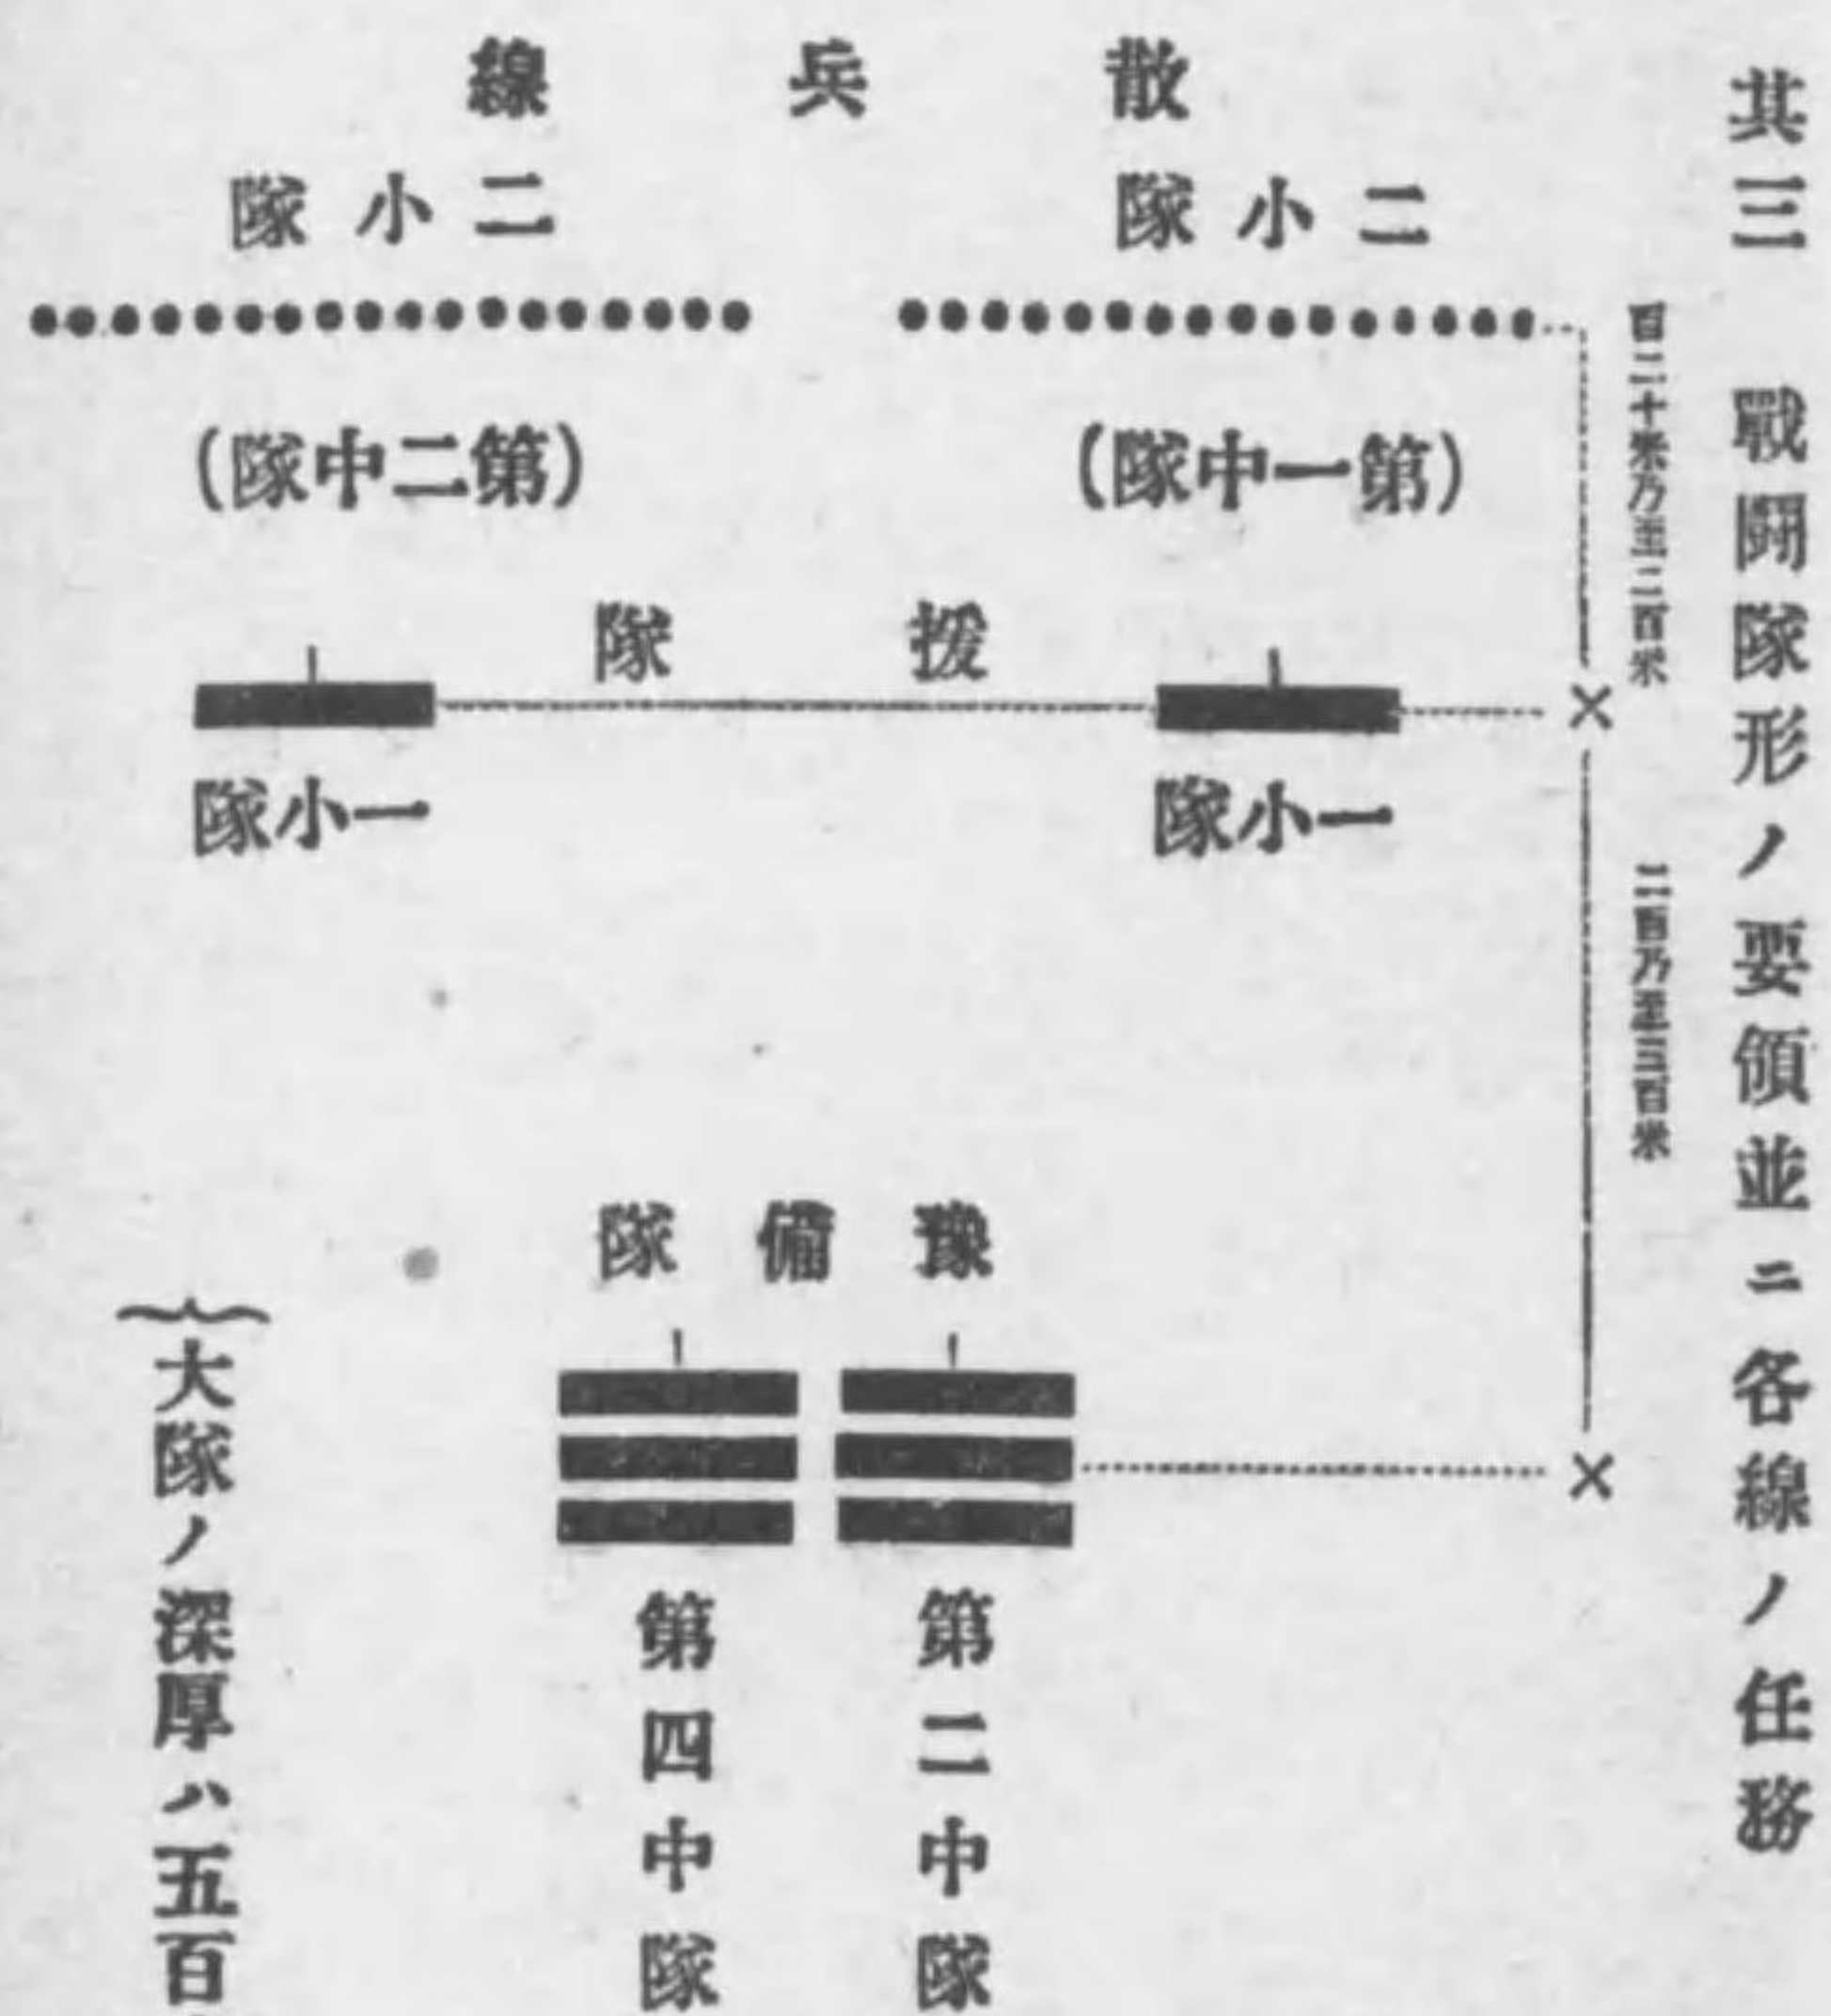 其三　戰鬪隊形ノ要領並ニ各線ノ任務
百二十米乃至二百米
二百乃至三百米
散兵線
二小隊
二小隊
(第一中隊)
(第二中隊)
援隊
一小隊
一小隊
豫備隊
第二中隊
第四中隊
大隊ノ深厚ハ五百